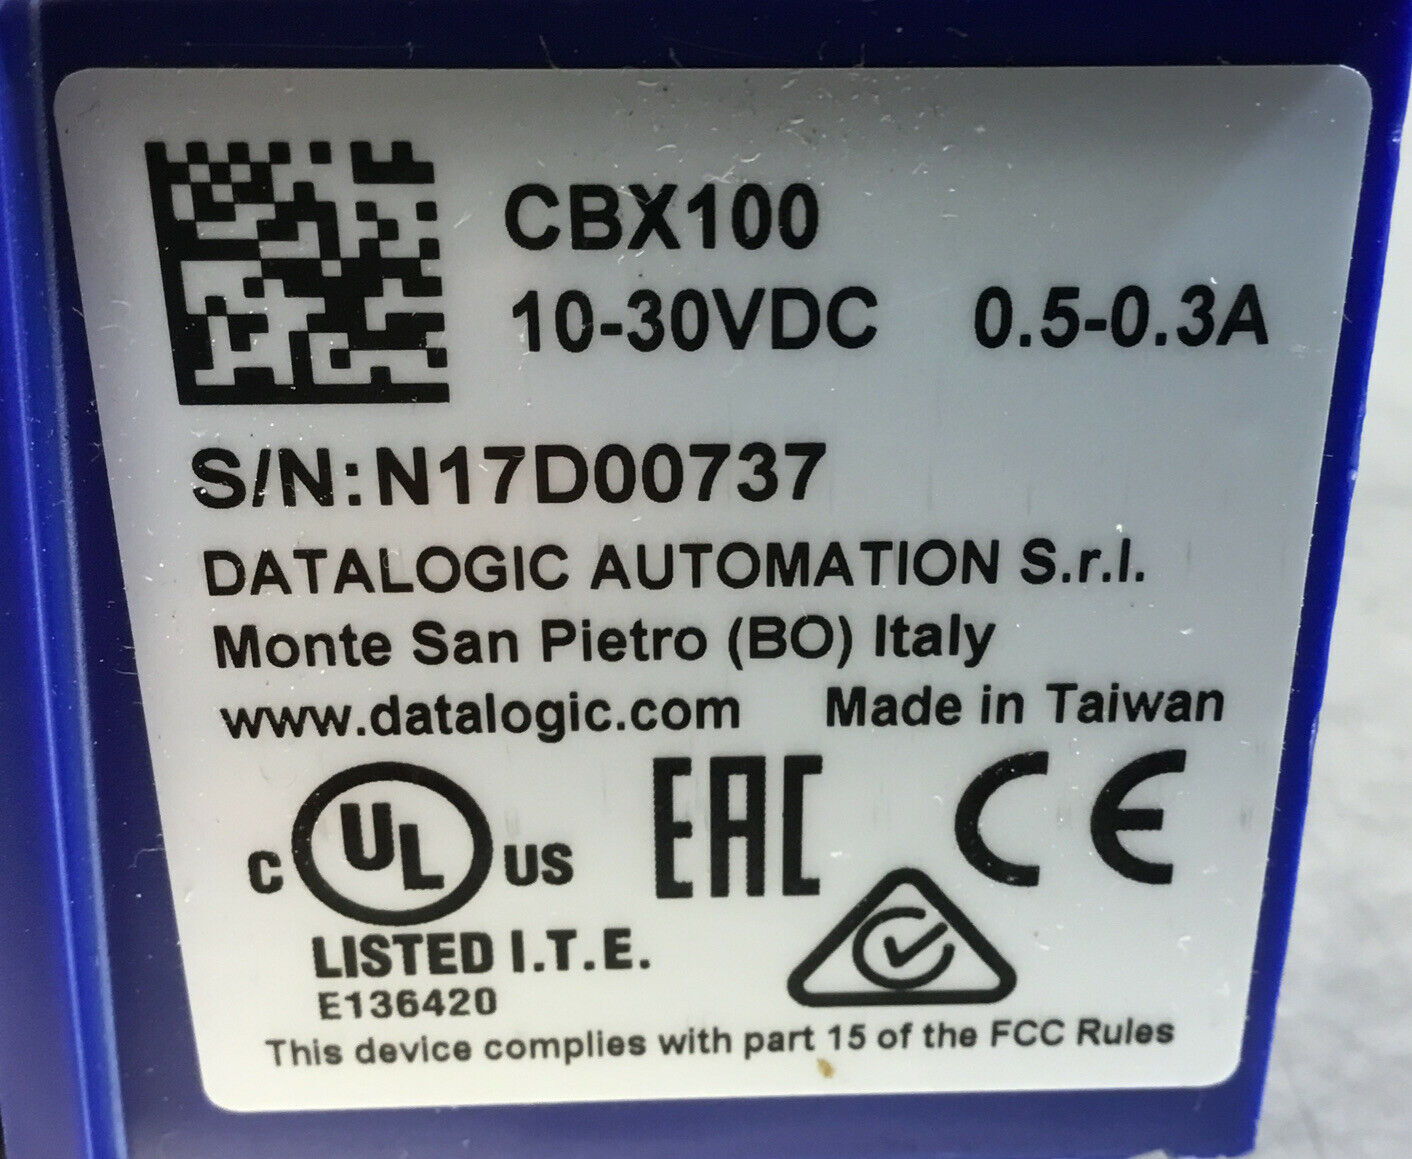 CBX100
10-30VDC 0.5-0.3A
S/N:N17D00737
DATALOGIC AUTOMATION S.r.l.
Monte San Pietro (BO) Italy
www.datalogic.com Made in Taiwan
C UL US
EAC CE
LISTED I.T.E.
E136420
This device complies with part 15 of the FCC Rules